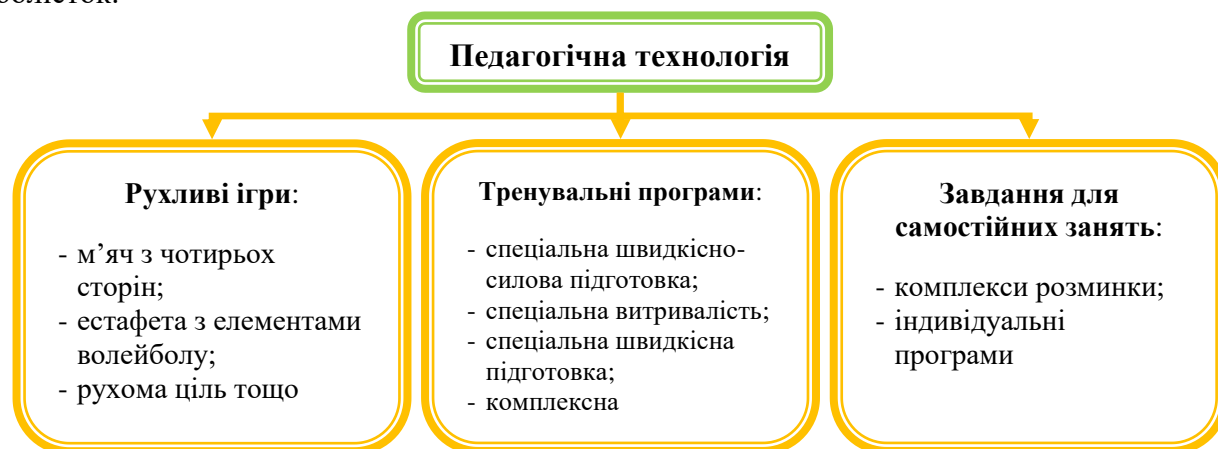 Педагогічна технологія
Рухливі ігри:
- м’яч з чотирьох
сторін;
- естафета з елементами
волейболу;
- рухома ціль тощо
Тренувальні програми:
- спеціальна швидкісно-
силова підготовка;
- спеціальна витривалість;
- спеціальна швидкісна
підготовка;
- комплексна
Завдання для
самостійних занять:
- комплекси розминки;
- індивідуальні
програми